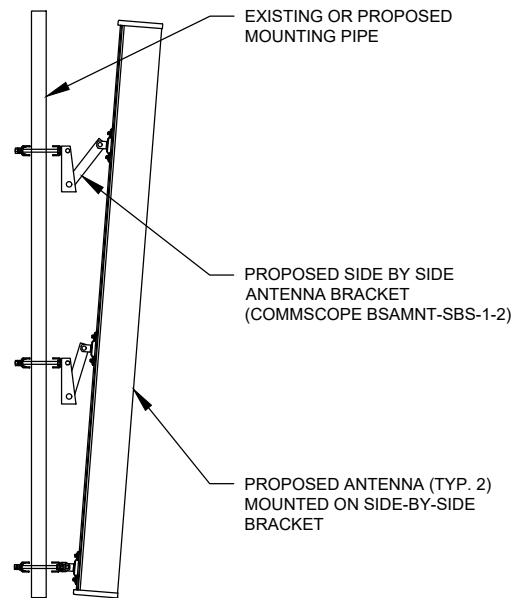 EXISTING OR PROPOSED
MOUNTING PIPE
PROPOSED SIDE BY SIDE
ANTENNA BRACKET
(COMMSCOPE BSAMNT-SBS-1-2)
PROPOSED ANTENNA (TYP. 2)
MOUNTED ON SIDE-BY-SIDE
BRACKET